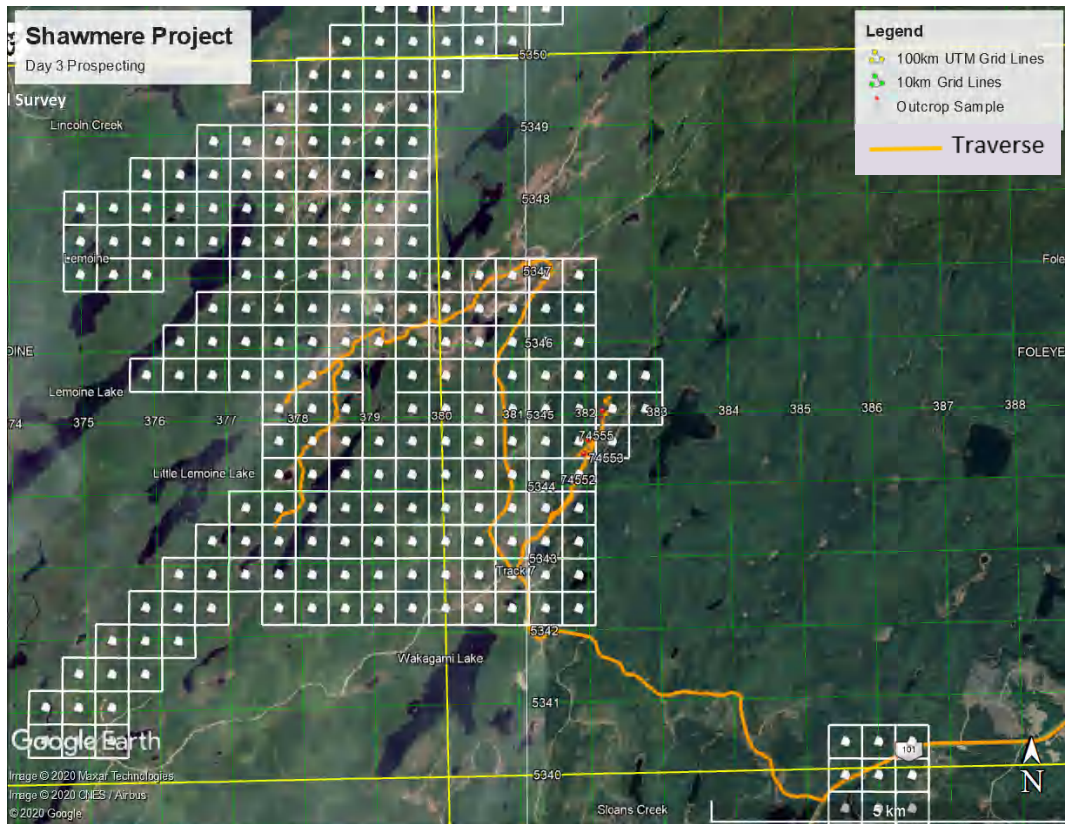 Shawmere Project
Day 3 Prospecting
l Survey
Legend
100km UTM Grid Lines
10km Grid Lines
Outcrop Sample
Traverse
5350
Lincoln Creek
5349
5348
Lemoine
5347
Fole
5346
DINE
FOLEYE
Lemoine Lake
74 375 376 377 378 379 380 381 5345 382 383 384 385 386 387 388
74555
74553
Little Lemoine Lake
74552
5344
5343
Track 7
5342
Wakagami Lake
5341
Google Earth
101
N
5340
Image © 2020 Maxar Technologies
Image © 2020 CNES / Airbus
© 2020 Google
Sloans Creek
5 km